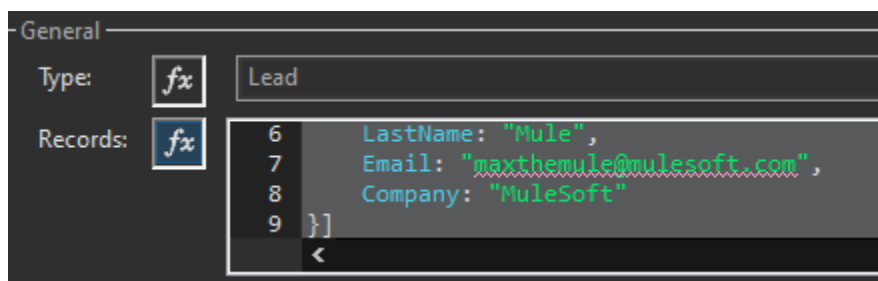 General
Type: fx Lead
Records: fx
6 LastName: "Mule",
7 Email: "maxthemule@mulesoft.com",
8 Company: "MuleSoft"
9 }]
<